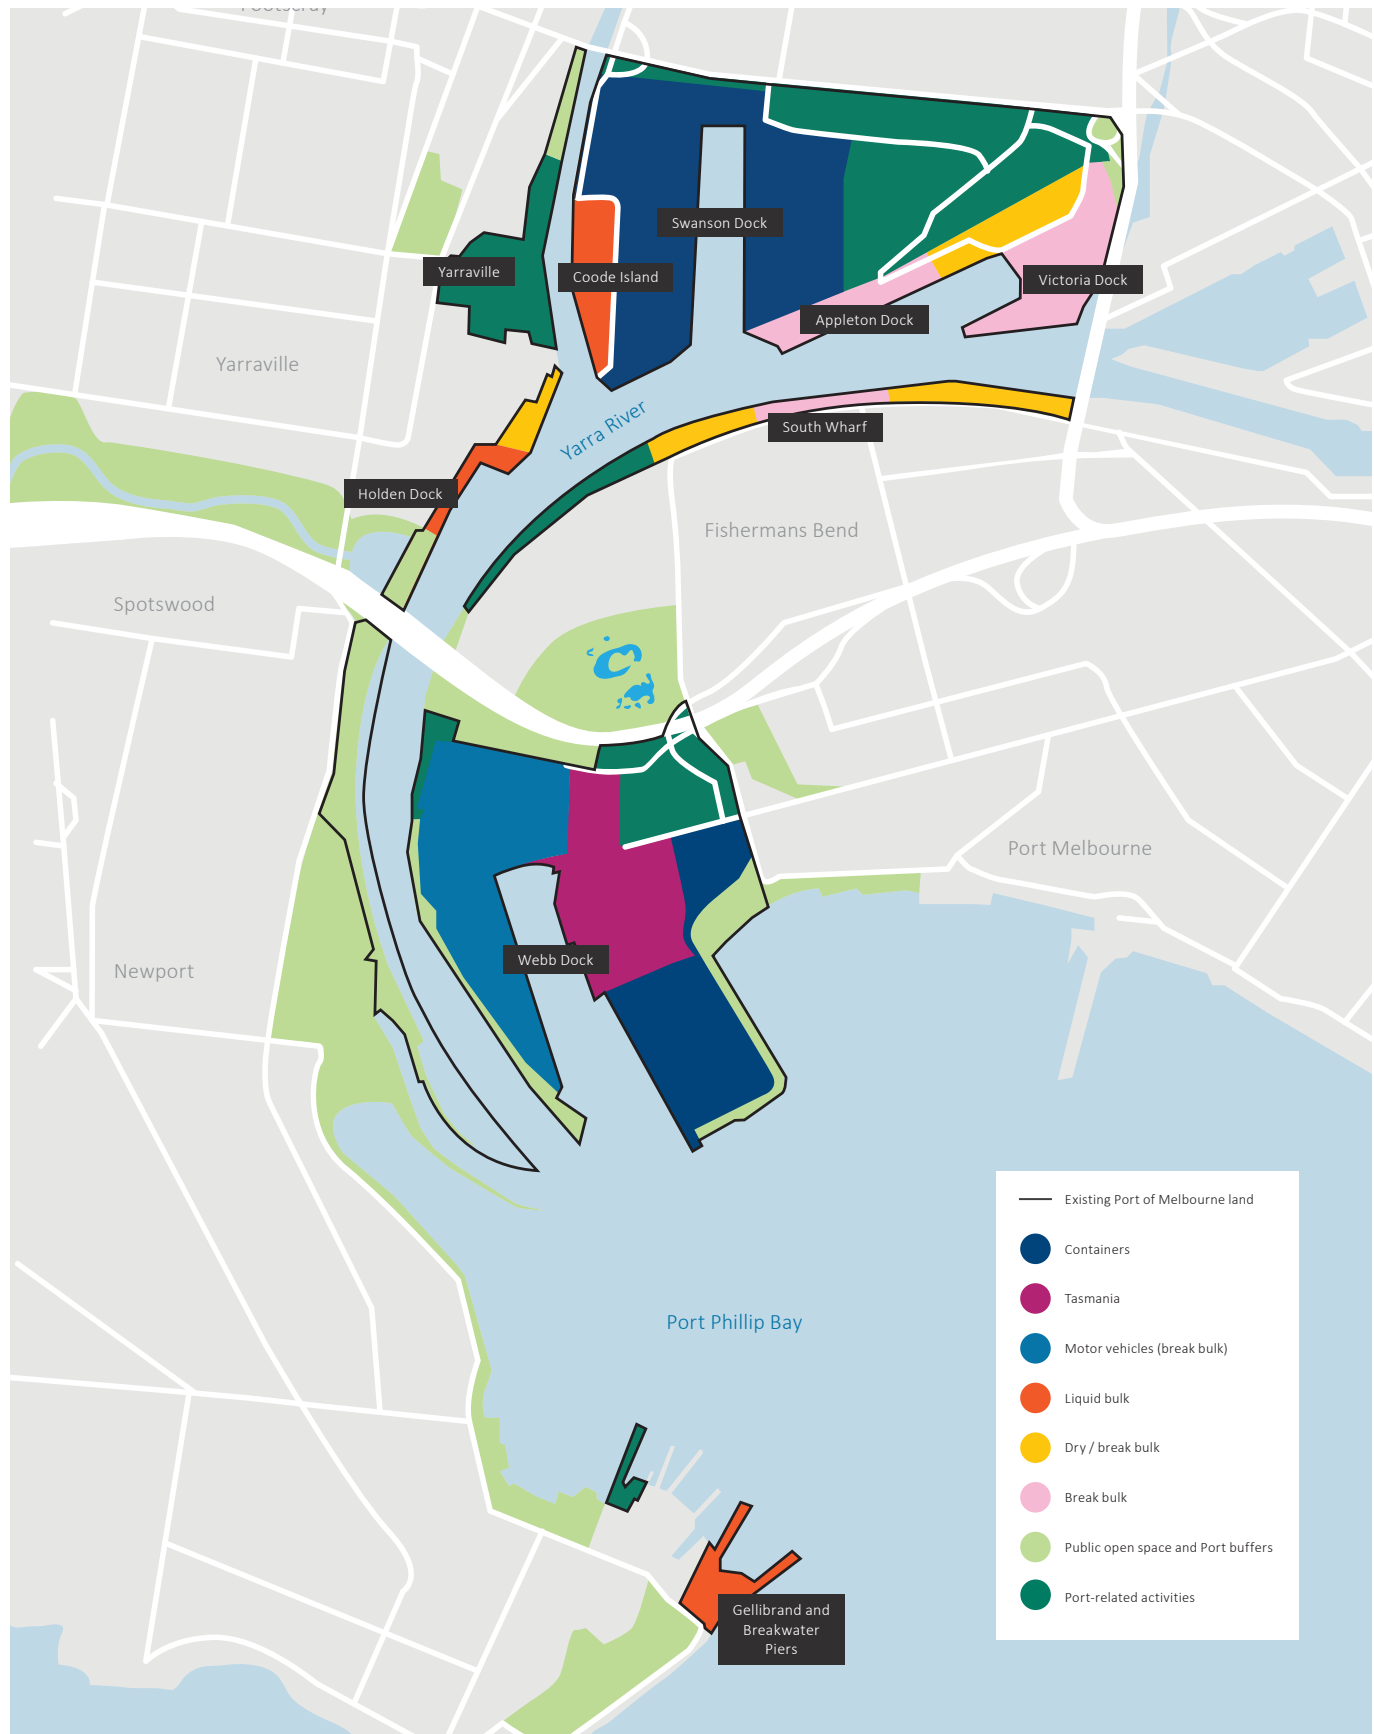 Footscray
Swanson Dock
Yarraville
Coode Island
Victoria Dock
Appleton Dock
Yarraville
Yarra River
South Wharf
Holden Dock
Fishermans Bend
Spotswood
Port Melbourne
Webb Dock
Newport
Port Phillip Bay
Existing Port of Melbourne land
Containers
Tasmania
Motor vehicles (break bulk)
Liquid bulk
Dry / break bulk
Break bulk
Public open space and Port buffers
Port-related activities
Gellibrand and
Breakwater
Piers